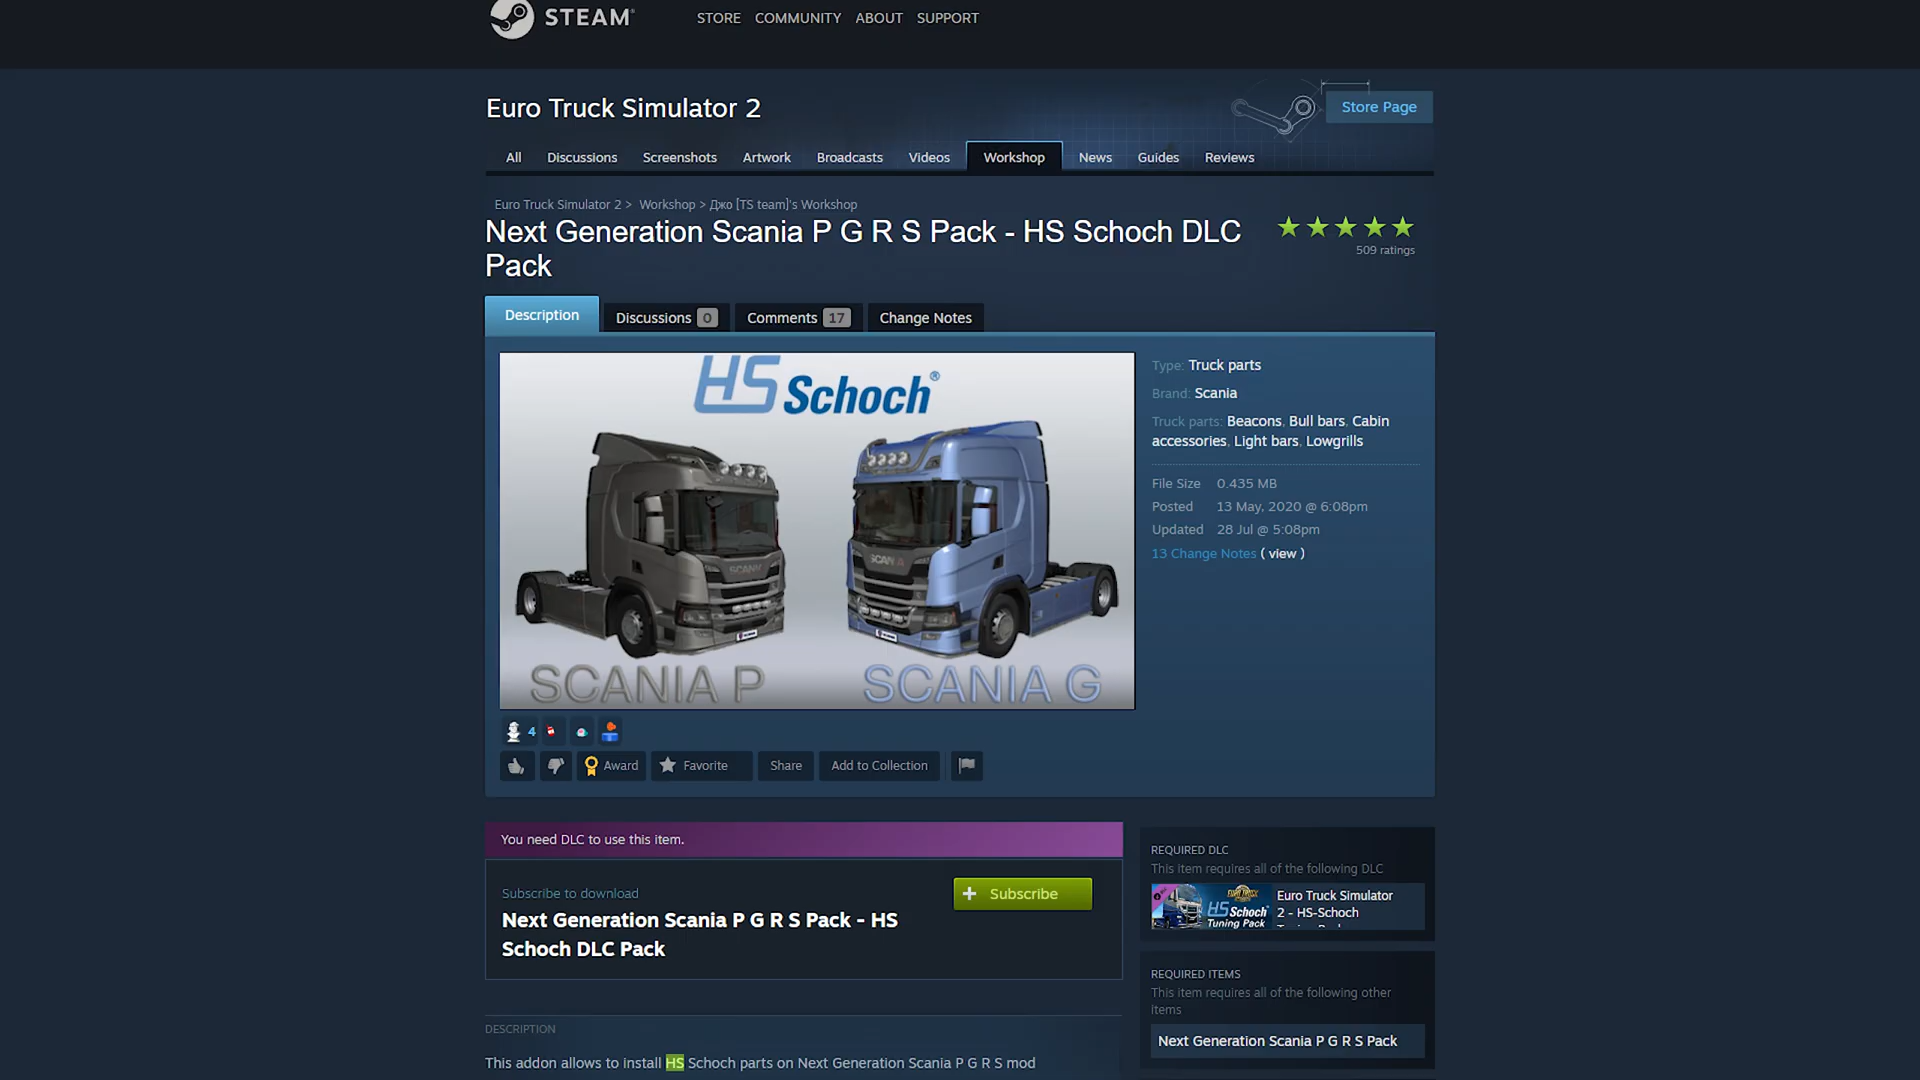 STEAM®
STORE COMMUNITY ABOUT SUPPORT
Euro Truck Simulator 2
Store Page
All Discussions Screenshots Artwork Broadcasts Videos Workshop News Guides Reviews
Euro Truck Simulator 2 > Workshop > Джо [TS team]'s Workshop
Next Generation Scania P G R S Pack - HS Schoch DLC
Pack
509 ratings
Description Discussions 0 Comments 17 Change Notes
HS Schoch®
SCANIA
SCANIA
SCANIA P
SCANIA G
Type: Truck parts
Brand: Scania
Truck parts: Beacons, Bull bars, Cabin
accessories, Light bars, Lowgrills
File Size 0.435 MB
Posted 13 May, 2020 @ 6:08pm
Updated 28 Jul @ 5:08pm
13 Change Notes ( view )
4
Award Favorite Share Add to Collection
You need DLC to use this item.
Subscribe to download
Next Generation Scania P G R S Pack - HS
Schoch DLC Pack
+ Subscribe
REQUIRED DLC
This item requires all of the following DLC
HS Schoch®
Tuning Pack
Euro Truck Simulator
2 - HS-Schoch
REQUIRED ITEMS
This item requires all of the following other
items
Next Generation Scania P G R S Pack
DESCRIPTION
This addon allows to install HS Schoch parts on Next Generation Scania P G R S mod